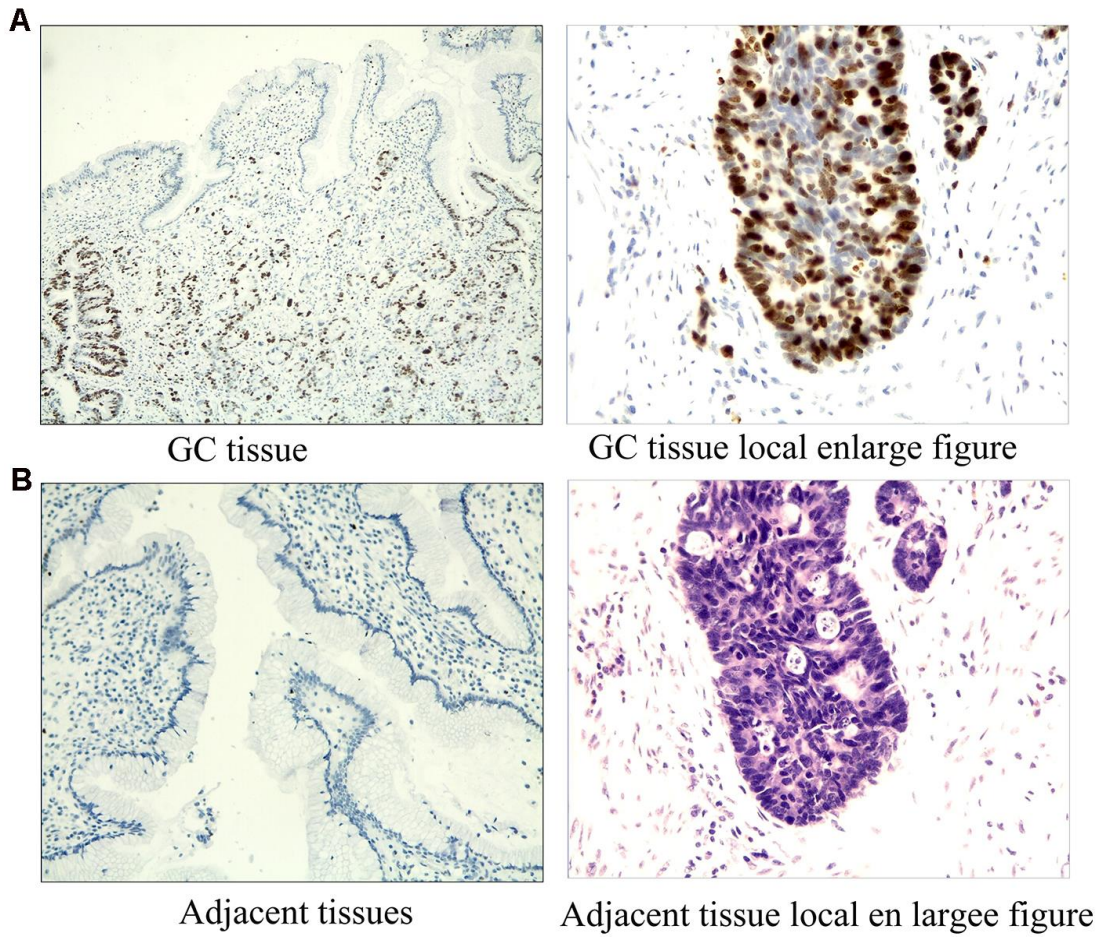 A
GC tissue
GC tissue local enlarge figure
B
Adjacent tissues
Adjacent tissue local en largee figure